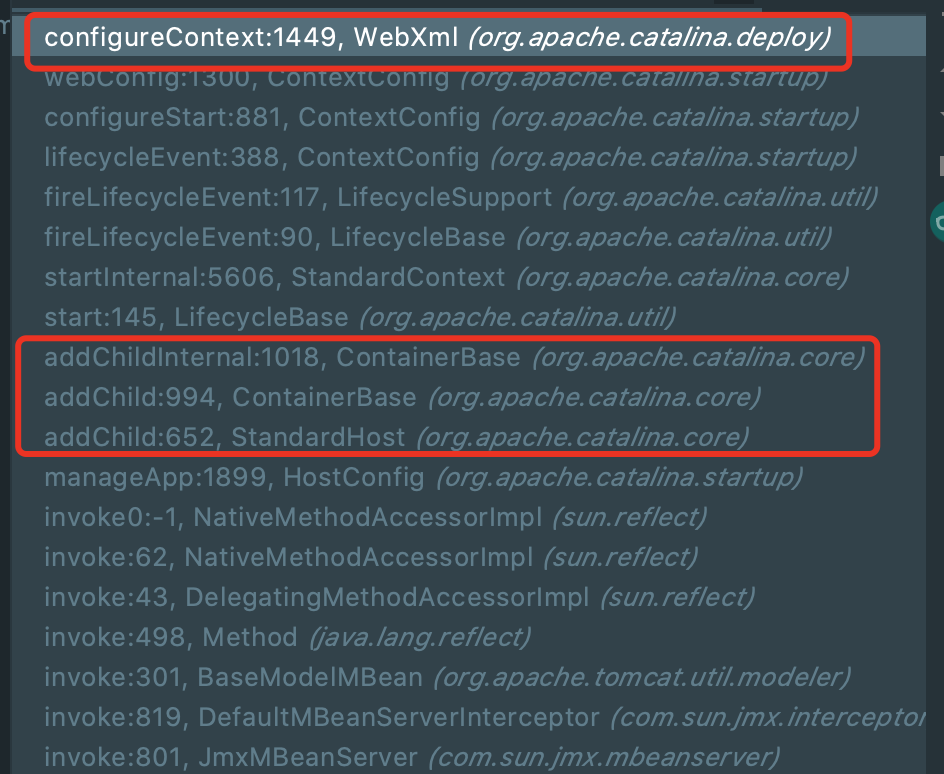 configureContext:1449, WebXml (org.apache.catalina.deploy)
webConfig:1300, ContextConfig (org.apache.catalina.startup)
configureStart:881, ContextConfig (org.apache.catalina.startup)
lifecycleEvent:388, ContextConfig (org.apache.catalina.startup)
fireLifecycleEvent:117, LifecycleSupport (org.apache.catalina.util)
fireLifecycleEvent:90, LifecycleBase (org.apache.catalina.util)
startInternal:5606, StandardContext (org.apache.catalina.core)
start:145, LifecycleBase (org.apache.catalina.util)
addChildInternal:1018, ContainerBase (org.apache.catalina.core)
addChild:994, ContainerBase (org.apache.catalina.core)
addChild:652, StandardHost (org.apache.catalina.core)
manageApp:1899, HostConfig (org.apache.catalina.startup)
invoke0:-1, NativeMethodAccessorImpl (sun.reflect)
invoke:62, NativeMethodAccessorImpl (sun.reflect)
invoke:43, DelegatingMethodAccessorImpl (sun.reflect)
invoke:498, Method (java.lang.reflect)
invoke:301, BaseModelMBean (org.apache.tomcat.util.modeler)
invoke:819, DefaultMBeanServerInterceptor (com.sun.jmx.interceptor
invoke:801, JmxMBeanServer (com.sun.jmx.mbeanserver)